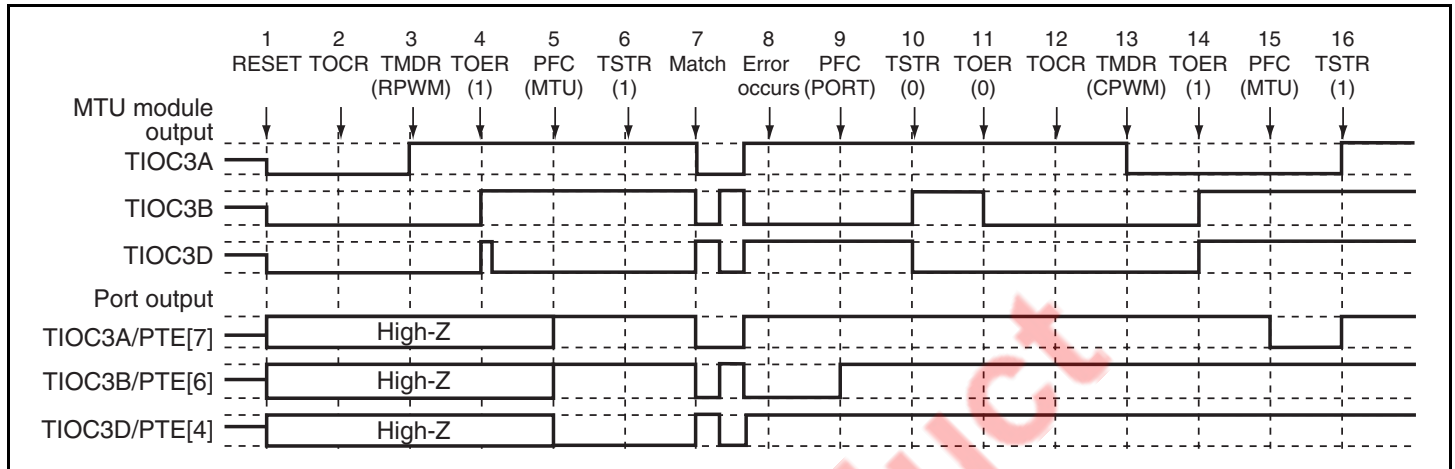 1 2 3 4 5 6 7 8 9 10 11 12 13 14 15 16
RESET TOCR TMDR TOER PFC TSTR Match Error PFC TSTR TOER TOCR TMDR TOER PFC TSTR
(RPWM) (1) (MTU) (1) occurs (PORT) (0) (0) (CPWM) (1) (MTU) (1)
MTU module
output
TIOC3A
TIOC3B
TIOC3D
Port output
TIOC3A/PTE[7] High-Z
TIOC3B/PTE[6] High-Z
TIOC3D/PTE[4] High-Z